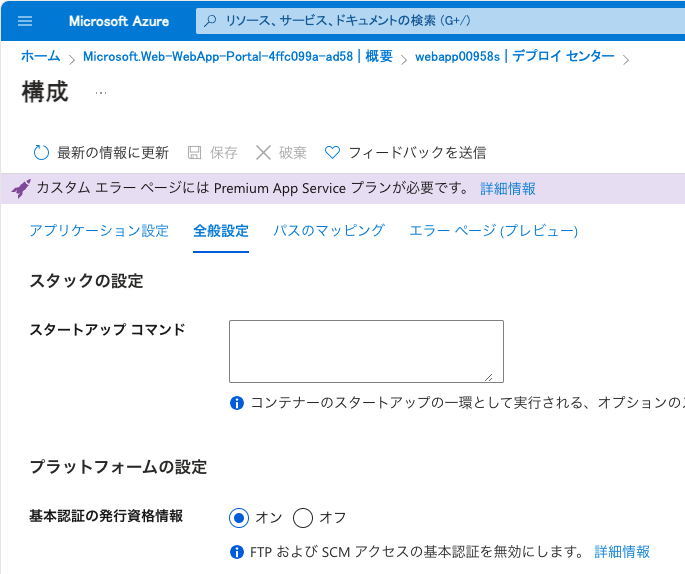 Microsoft Azure リソース、サービス、ドキュメントの検索 (G+/)
ホーム > Microsoft.Web-WebApp-Portal-4ffc099a-ad58 | 概要 > webapp00958s | デプロイ センター >
構成 …
最新の情報に更新 保存 破棄 フィードバックを送信
カスタム エラー ページには Premium App Service プランが必要です。 詳細情報
アプリケーション設定 全般設定 パスのマッピング エラー ページ (プレビュー)
スタックの設定
スタートアップ コマンド
コンテナーのスタートアップの一環として実行される、オプションの
プラットフォームの設定
基本認証の発行資格情報 オン オフ
FTP および SCM アクセスの基本認証を無効にします。 詳細情報